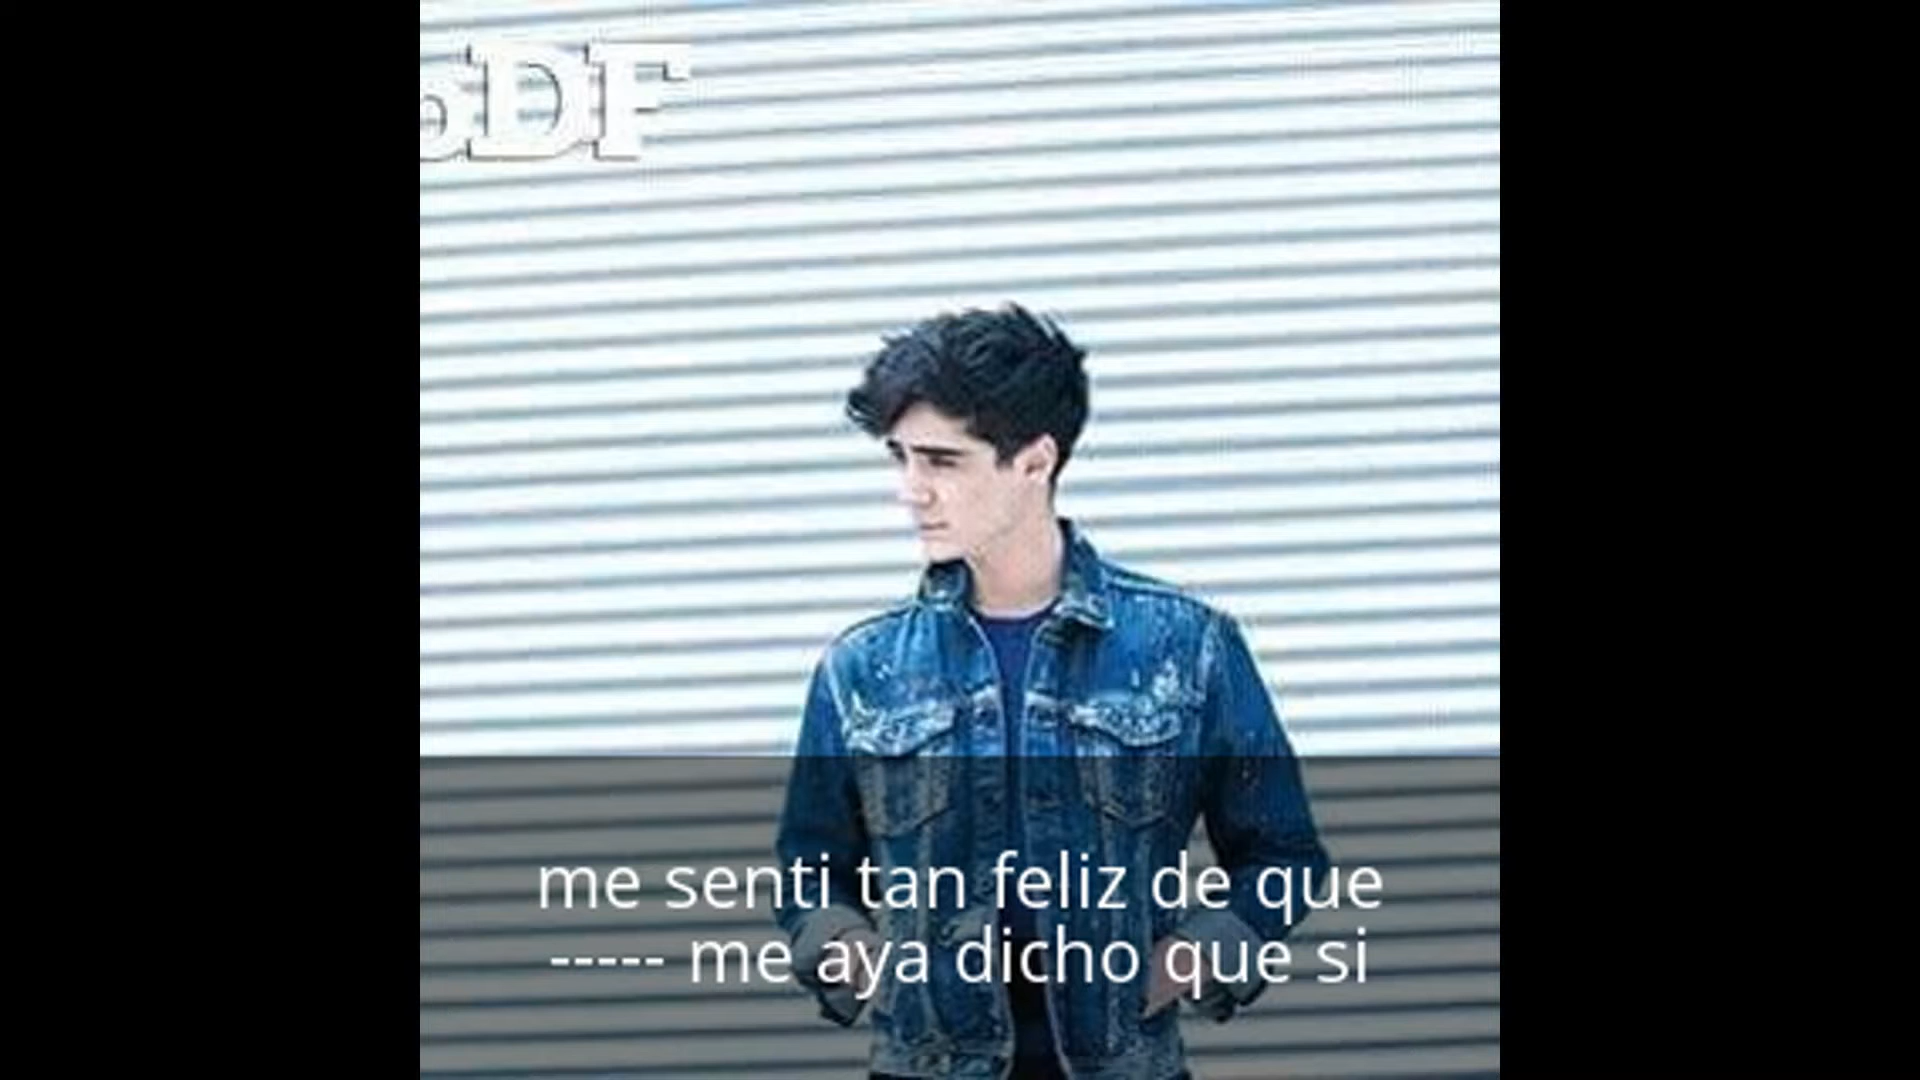 DF
me senti tan feliz de que
----- me aya dicho que si